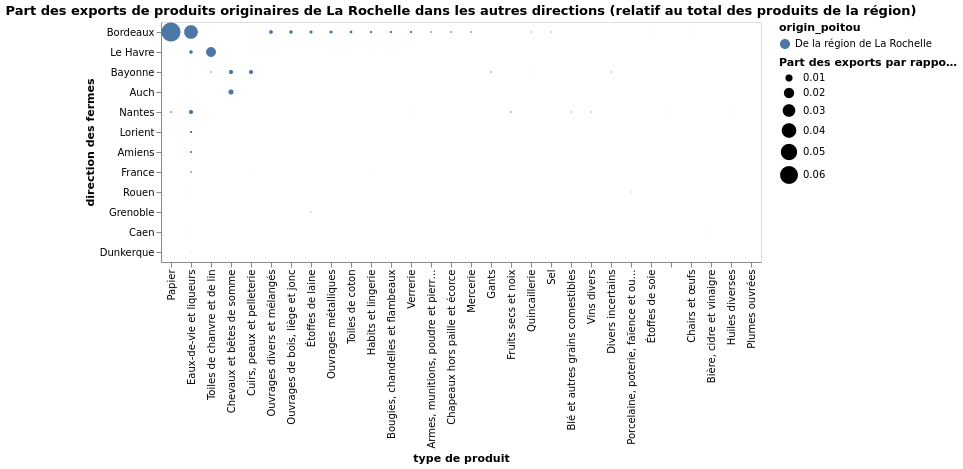 Part des exports de produits originaires de La Rochelle dans les autres directions (relatif au total des produits de la région)
origin_poitou
De la région de La Rochelle
Part des exports par rappo…
0.01
0.02
0.03
0.04
0.05
0.06
direction des fermes
Bordeaux
Le Havre
Bayonne
Auch
Nantes
Lorient
Amiens
France
Rouen
Grenoble
Caen
Dunkerque
Papier
Eaux-de-vie et liqueurs
Toiles de chanvre et de lin
Chevaux et bêtes de somme
Cuirs, peaux et pelleterie
Ouvrages divers et mélangés
Ouvrages de bois, liège et jonc
Étoffes de laine
Ouvrages métalliques
Toiles de coton
Habits et lingerie
Bougies, chandelles et flambeaux
Verrerie
Armes, munitions, poudre et pierr…
Chapeaux hors paille et écorce
Mercerie
Gants
Fruits secs et noix
Quincaillerie
Sel
Blé et autres grains comestibles
Vins divers
Divers incertains
Porcelaine, poterie, faïence et ou…
Étoffes de soie
Chairs et œufs
Bière, cidre et vinaigre
Huiles diverses
Plumes ouvrées
type de produit